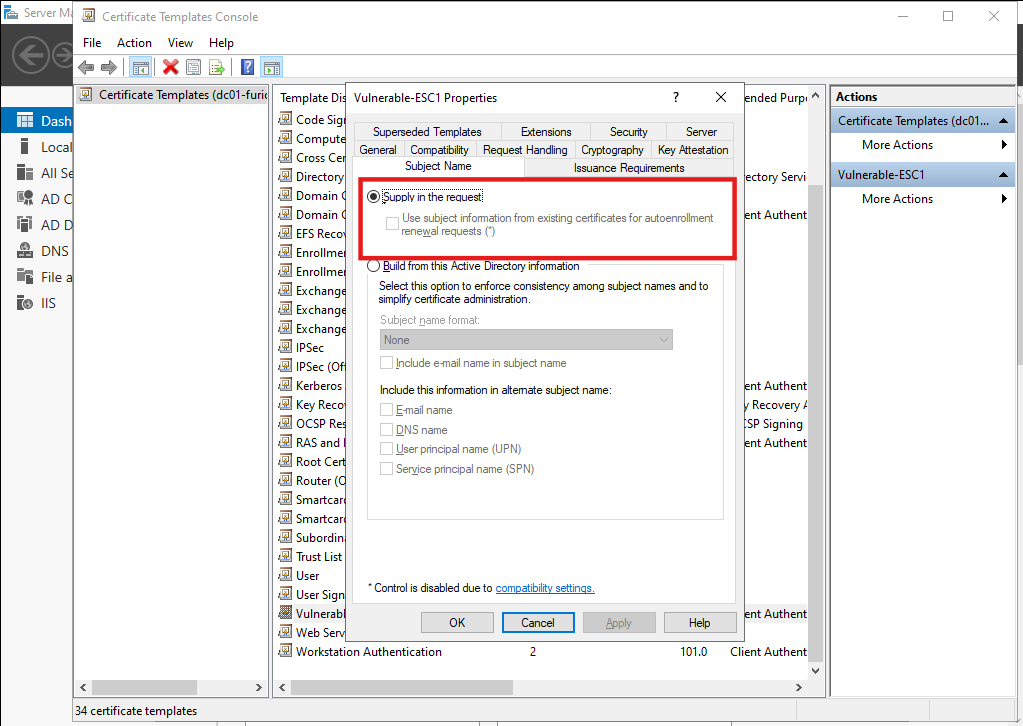 Server Ma
Certificate Templates Console
File Action View Help
Dash
Local
All Se
AD C
AD D
DNS
File a
IIS
Certificate Templates (dc01-furio
Template Dis
ended Purp
Code Sign
Compute
Cross Cer
Directory
ectory Servi
Domain C
Domain C
ent Authent
EFS Recov
Enrollmen
Enrollmen
Exchange
Exchange
Exchange
IPSec
IPSec (Off
Kerberos
ent Authent
Key Recov
y Recovery A
OCSP Res
CSP Signing
RAS and I
ent Authent
Root Cert
Router (O
Smartcard
Smartcard
Subordina
Trust List
User
User Sign
Vulnerabl
ent Authent
Web Serv
Workstation Authentication 2 101.0 Client Authent
Vulnerable-ESC1 Properties ?
Superseded Templates Extensions Security Server
General Compatibility Request Handling Cryptography Key Attestation
Subject Name Issuance Requirements
Supply in the request
Use subject information from existing certificates for autoenrollment
renewal requests (*)
Build from this Active Directory information
Select this option to enforce consistency among subject names and to
simplify certificate administration.
Subject name format:
None
Include e-mail name in subject name
Include this information in alternate subject name:
E-mail name
DNS name
User principal name (UPN)
Service principal name (SPN)
* Control is disabled due to compatibility settings.
OK Cancel Apply Help
Actions
Certificate Templates (dc01...
More Actions
Vulnerable-ESC1
More Actions
34 certificate templates